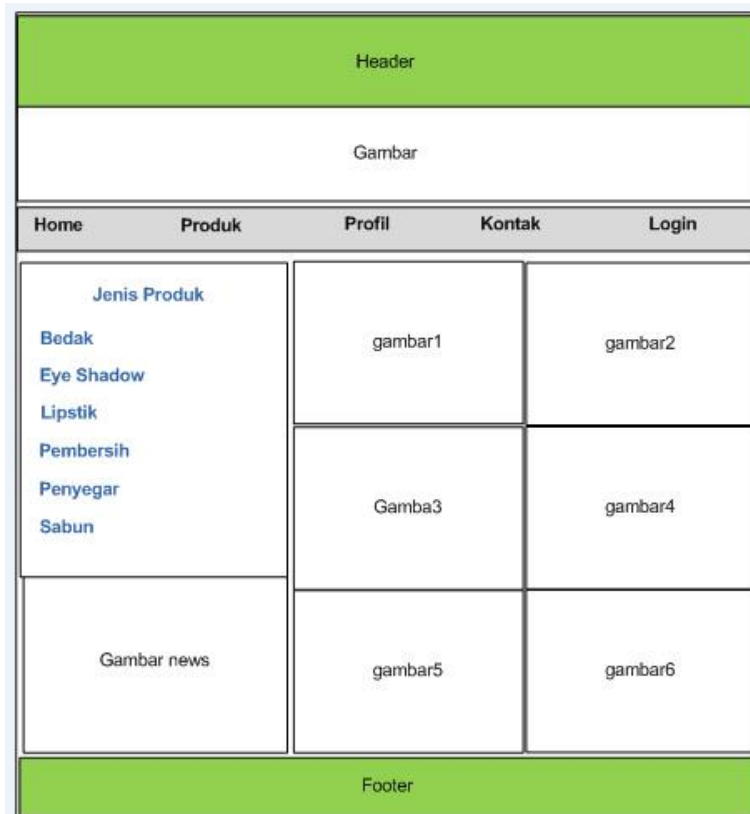 Header
Gambar
Home Produk Profil Kontak Login
Jenis Produk
Bedak
Eye Shadow
Lipstik
Pembersih
Penyegar
Sabun
Gambar news
gambar1
gambar2
Gamba3
gambar4
gambar5
gambar6
Footer